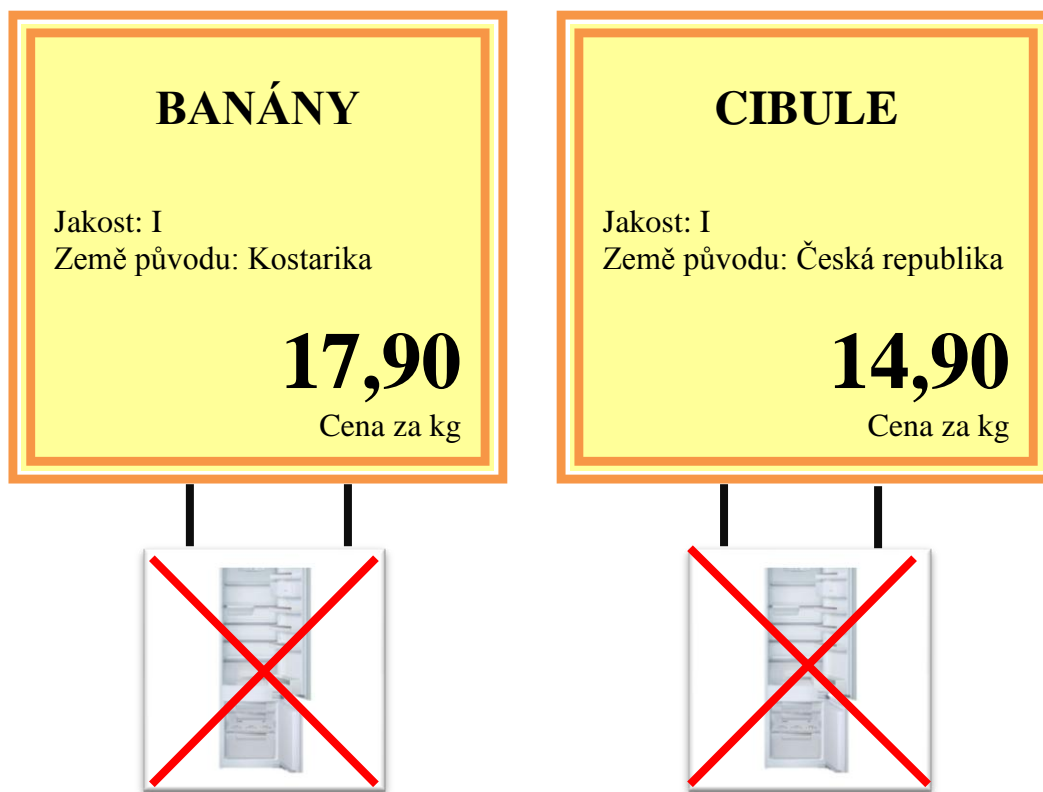 BANÁNY
Jakost: I
Země původu: Kostarika
17,90
Cena za kg
CIBULE
Jakost: I
Země původu: Česká republika
14,90
Cena za kg